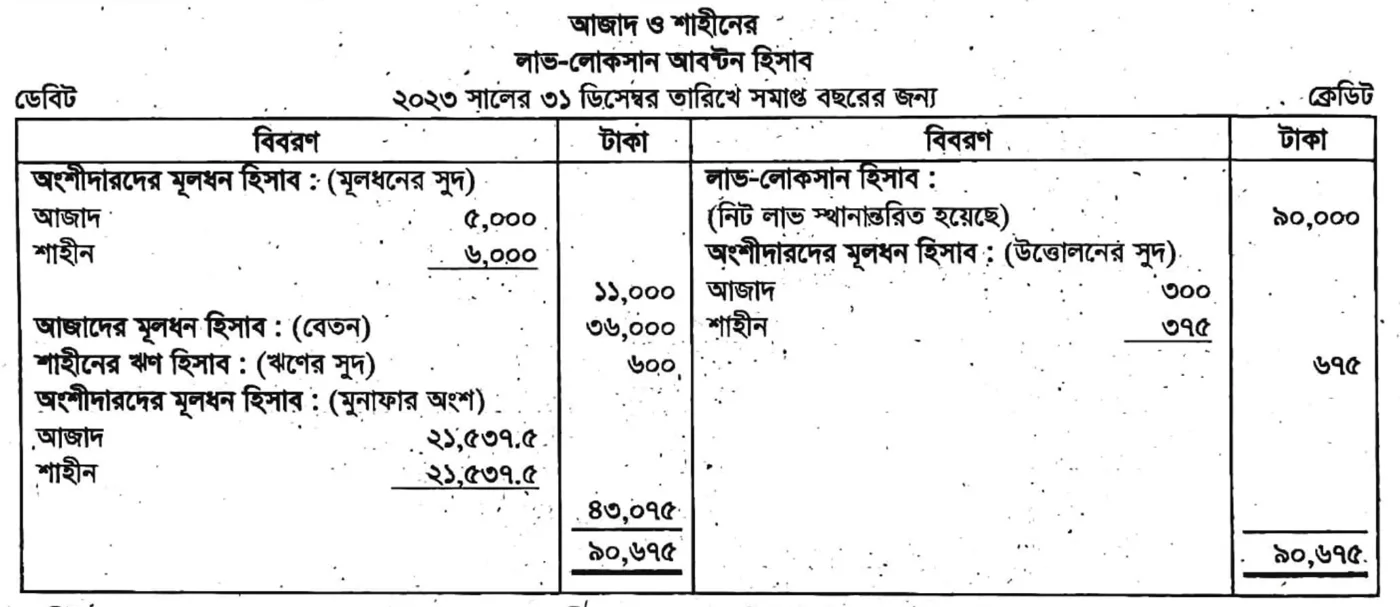 আজাদ ও শাহীনের
লাভ-লোকসান আবণ্টন হিসাব
ডেবিট ২০২৩ সালের ৩১ ডিসেম্বর তারিখে সমাপ্ত বছরের জন্য ক্রেডিট
বিবরণ টাকা বিবরণ টাকা
অংশীদারদের মূলধন হিসাব : (মূলধনের সুদ) লাভ-লোকসান হিসাব :
আজাদ ৫,০০০ (নিট লাভ স্থানান্তরিত হয়েছে) ৯০,০০০
শাহীন ৬,০০০ অংশীদারদের মূলধন হিসাব : (উত্তোলনের সুদ)
১১,০০০ আজাদ ৩০০
আজাদের মূলধন হিসাব : (বেতন) ৩৬,০০০ শাহীন ৩৭৫
শাহীনের ঋণ হিসাব : (ঋণের সুদ) ৬০০ ৬৭৫
অংশীদারদের মূলধন হিসাব : (মুনাফার অংশ)
আজাদ ২১,৫৩৭.৫
শাহীন ২১,৫৩৭.৫
৪৩,০৭৫
৯০,৬৭৫ ৯০,৬৭৫